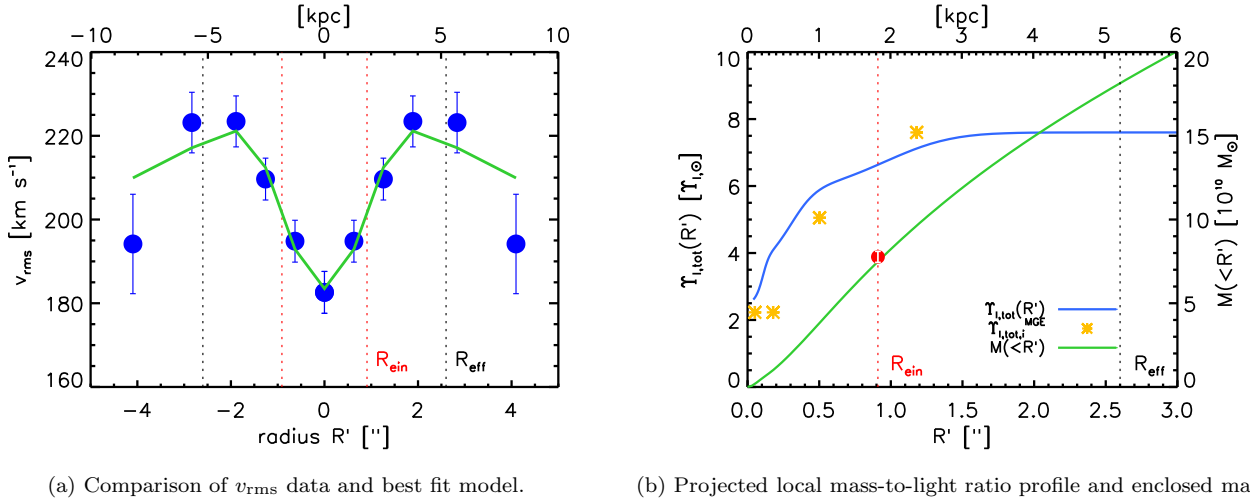 [kpc]
−10 −5 0 5 10
240
220
200
180
160
v_rms [km s⁻¹]
R_ein
R_eff
−4 −2 0 2 4
radius R' ["]
(a) Comparison of v_rms data and best fit model.
[kpc]
0 1 2 3 4 5 6
10
8
6
4
2
0
ϒ_I,tot(R') [ϒ_I,⊙]
20
15
10
5
0
M(<R') [10¹⁰ M⊙]
ϒ_I,tot(R')
ϒ_I,tot,i^MGE
M(<R')
R_ein
R_eff
0.0 0.5 1.0 1.5 2.0 2.5 3.0
R' ["]
(b) Projected local mass-to-light ratio profile and enclosed ma